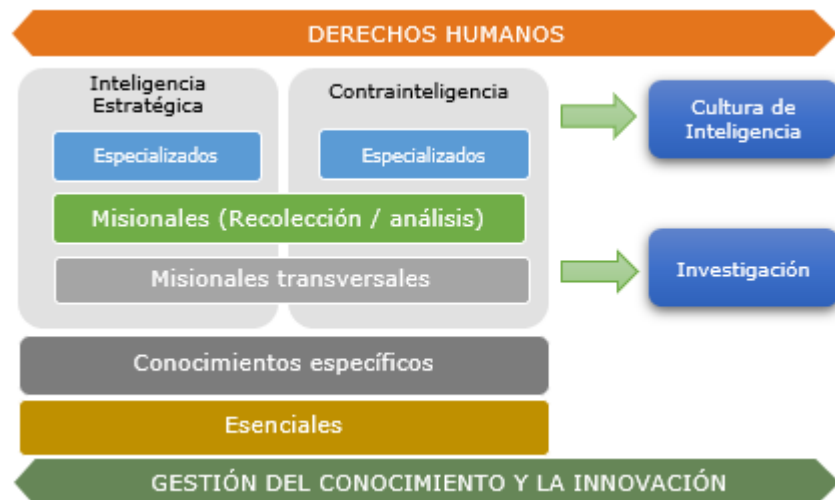 DERECHOS HUMANOS
Inteligencia
Estratégica
Contrainteligencia
Cultura de
Inteligencia
Especializados
Especializados
Misionales (Recolección / análisis)
Misionales transversales
Investigación
Conocimientos específicos
Esenciales
GESTIÓN DEL CONOCIMIENTO Y LA INNOVACIÓN